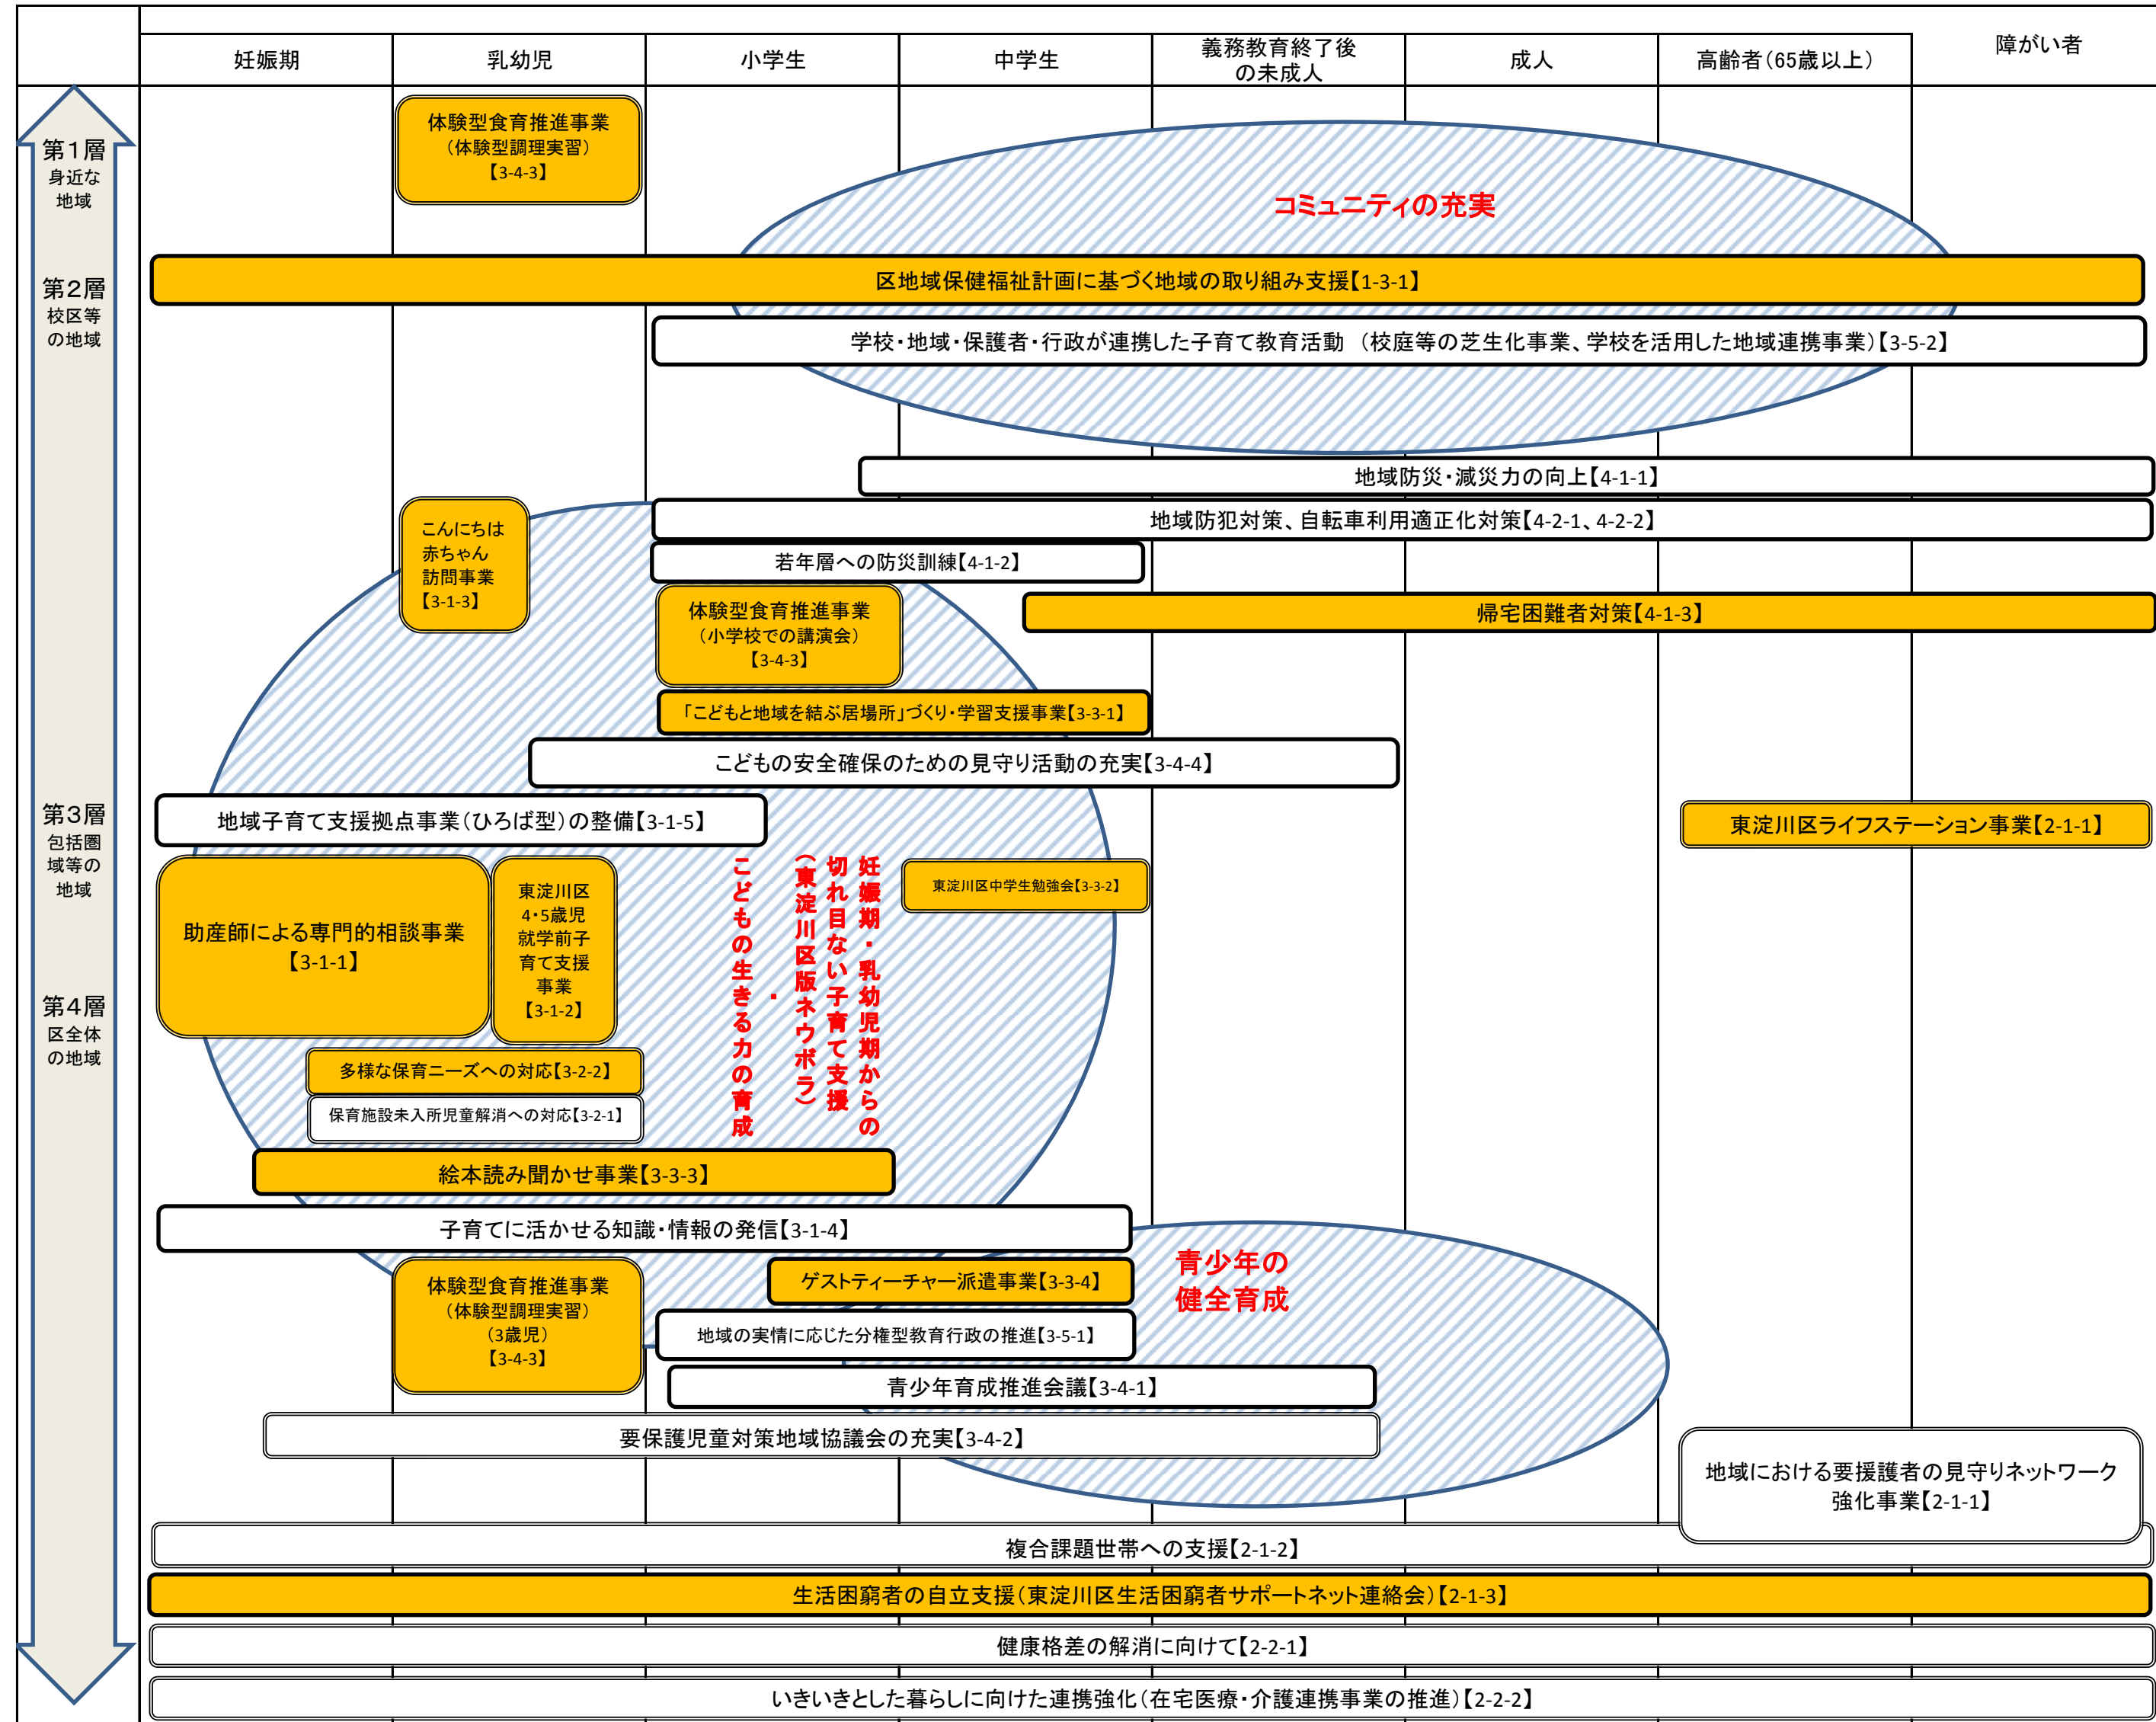 妊娠期
乳幼児
小学生
中学生
義務教育終了後
の未成人
成人
高齢者（65歳以上）
障がい者
第１層
身近な
地域
第２層
校区等
の地域
第３層
包括圏
域等の
地域
第４層
区全体
の地域
体験型食育推進事業
（体験型調理実習）
【3-4-3】
コミュニティの充実
区地域保健福祉計画に基づく地域の取り組み支援【1-3-1】
学校・地域・保護者・行政が連携した子育て教育活動　（校庭等の芝生化事業、学校を活用した地域連携事業）【3-5-2】
地域防災・減災力の向上【4-1-1】
地域防犯対策、自転車利用適正化対策【4-2-1、4-2-2】
こんにちは
赤ちゃん
訪問事業
【3-1-3】
若年層への防災訓練【4-1-2】
体験型食育推進事業
（小学校での講演会）
【3-4-3】
帰宅困難者対策【4-1-3】
「こどもと地域を結ぶ居場所」づくり・学習支援事業【3-3-1】
こどもの安全確保のための見守り活動の充実【3-4-4】
地域子育て支援拠点事業（ひろば型）の整備【3-1-5】
東淀川区ライフステーション事業【2-1-1】
助産師による専門的相談事業
【3-1-1】
東淀川区
4・5歳児
就学前子
育て支援
事業
【3-1-2】
妊娠期・乳幼児期からの
切れ目ない子育て支援
（東淀川区版ネウボラ）
・
こどもの生きる力の育成
東淀川区中学生勉強会【3-3-2】
多様な保育ニーズへの対応【3-2-2】
保育施設未入所児童解消への対応【3-2-1】
絵本読み聞かせ事業【3-3-3】
子育てに活かせる知識・情報の発信【3-1-4】
体験型食育推進事業
（体験型調理実習）
（3歳児）
【3-4-3】
ゲストティーチャー派遣事業【3-3-4】
青少年の
健全育成
地域の実情に応じた分権型教育行政の推進【3-5-1】
青少年育成推進会議【3-4-1】
要保護児童対策地域協議会の充実【3-4-2】
地域における要援護者の見守りネットワーク
強化事業【2-1-1】
複合課題世帯への支援【2-1-2】
生活困窮者の自立支援（東淀川区生活困窮者サポートネット連絡会）【2-1-3】
健康格差の解消に向けて【2-2-1】
いきいきとした暮らしに向けた連携強化（在宅医療・介護連携事業の推進）【2-2-2】